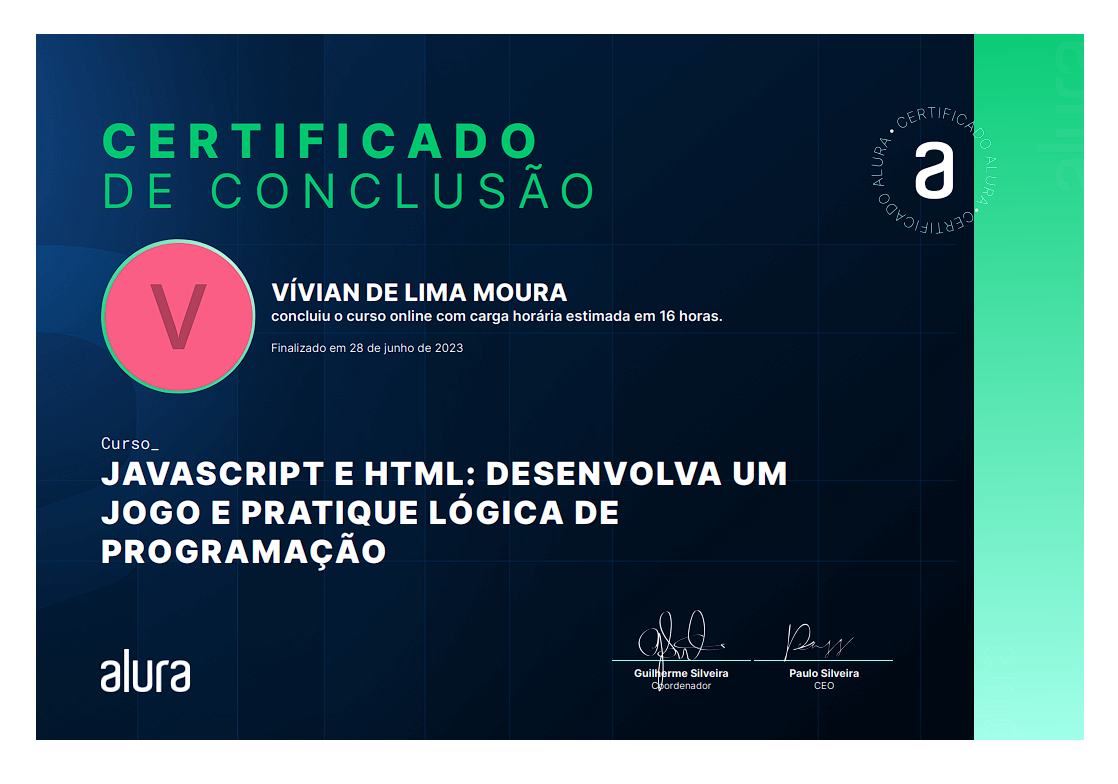 CERTIFICADO
DE CONCLUSÃO
CERTIFICADO ALURA • CERTIFICADO ALURA •
a
V
VÍVIAN DE LIMA MOURA
concluiu o curso online com carga horária estimada em 16 horas.
Finalizado em 28 de junho de 2023
Curso_
JAVASCRIPT E HTML: DESENVOLVA UM
JOGO E PRATIQUE LÓGICA DE
PROGRAMAÇÃO
alura
Guilherme Silveira
Coordenador
Paulo Silveira
CEO
alura